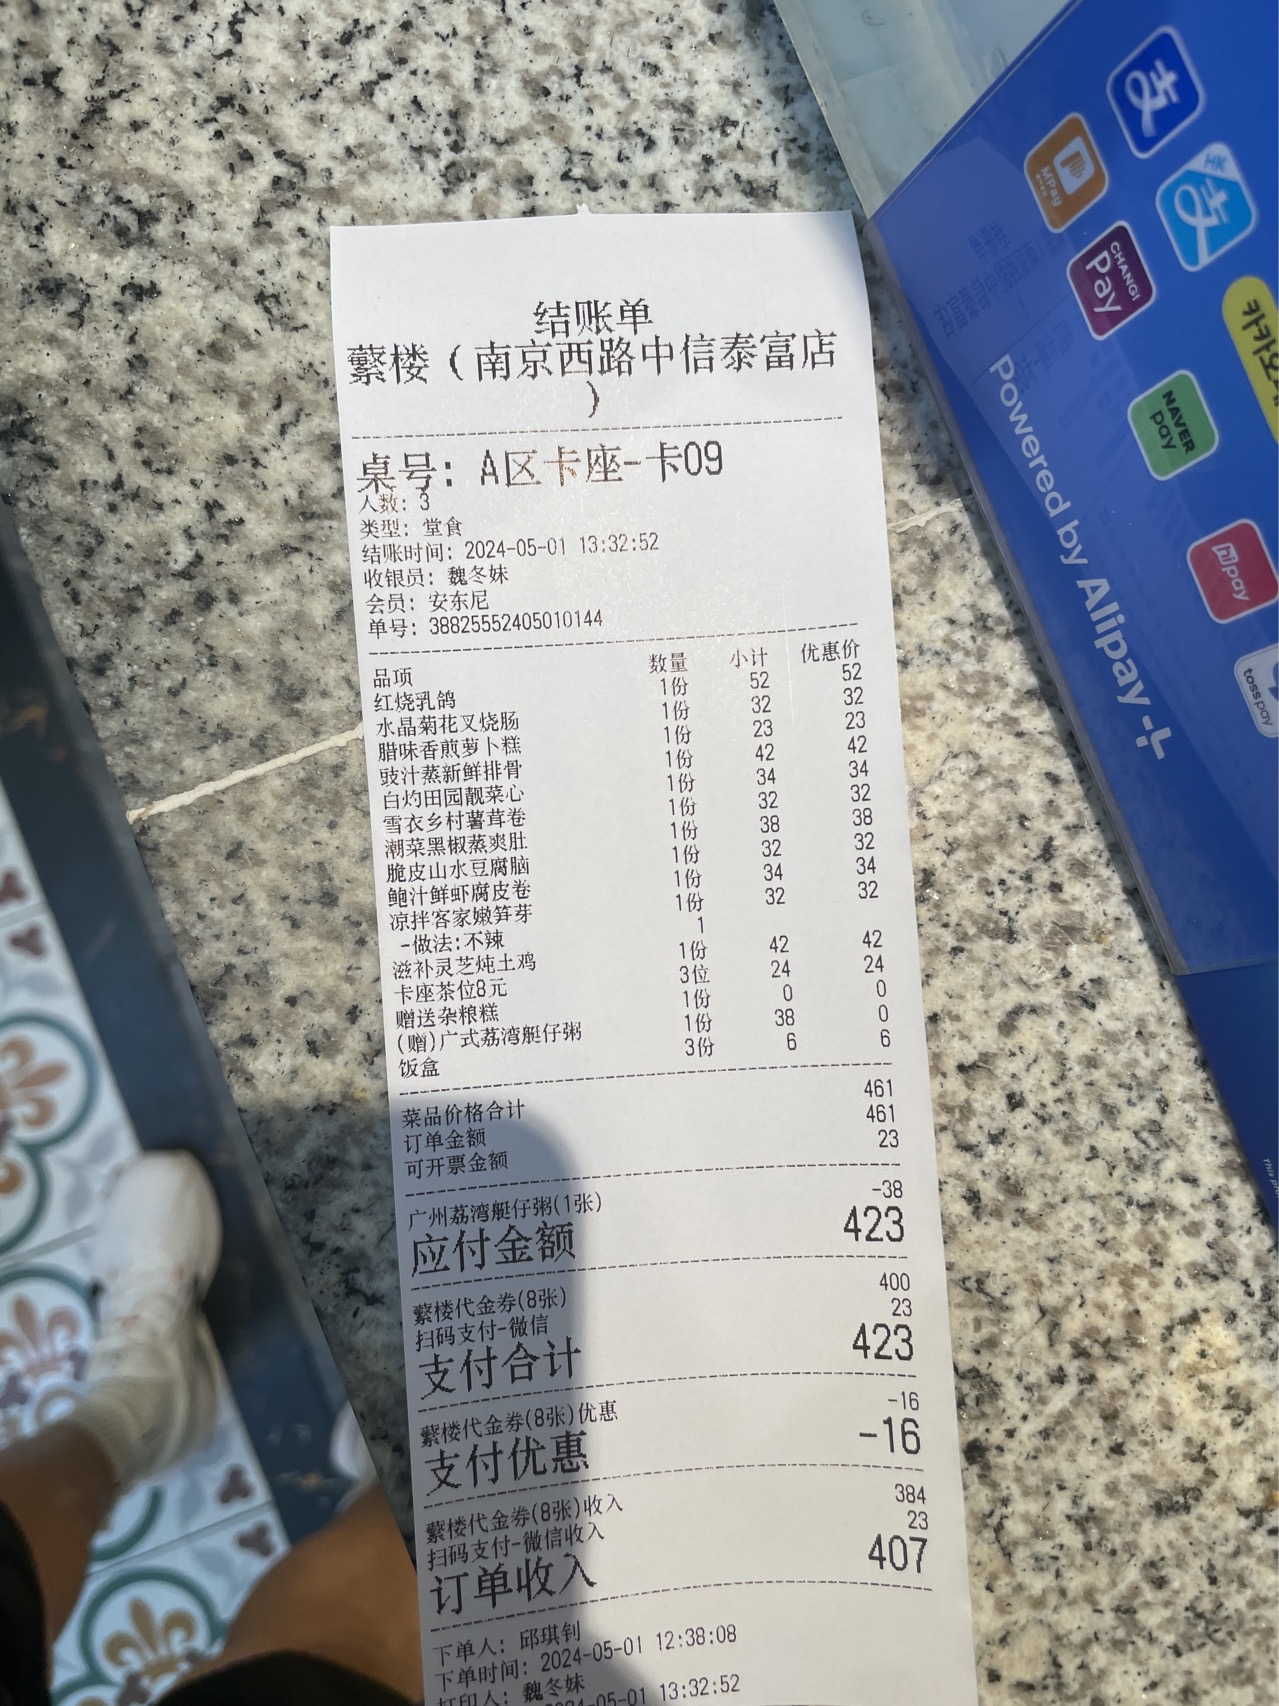 结账单
蘩楼（南京西路中信泰富店
）
桌号：A区卡座-卡09
人数：3
类型：堂食
结账时间：2024-05-01 13:32:52
收银员：魏冬妹
会员：安东尼
单号：38825552405010144
品项 数量 小计 优惠价
红烧乳鸽 1份 52 52
水晶菊花叉烧肠 1份 32 32
腊味香煎萝卜糕 1份 23 23
豉汁蒸新鲜排骨 1份 42 42
白灼田园靓菜心 1份 34 34
雪衣乡村薯茸卷 1份 32 32
潮菜黑椒蒸爽肚 1份 38 38
脆皮山水豆腐脑 1份 32 32
鲍汁鲜虾腐皮卷 1份 34 34
凉拌客家嫩笋芽 1份 32 32
-做法:不辣 1
滋补灵芝炖土鸡 1份 42 42
卡座茶位8元 3位 24 24
赠送杂粮糕 1份 0 0
(赠)广式荔湾艇仔粥 1份 38 0
饭盒 3份 6 6
菜品价格合计 461
订单金额 461
可开票金额 23
广州荔湾艇仔粥(1张) -38
应付金额 423
蘩楼代金券(8张) 400
扫码支付-微信 23
支付合计 423
蘩楼代金券(8张)优惠 -16
支付优惠 -16
蘩楼代金券(8张)收入 384
扫码支付-微信收入 23
订单收入 407
下单人：邱琪钊
下单时间：2024-05-01 12:38:08
打印人：魏冬妹
2024-05-01 13:32:52
支
MPay
支
CHANGI
Pay
NAVER
pay
hipay
tosspay
Powered by Alipay+